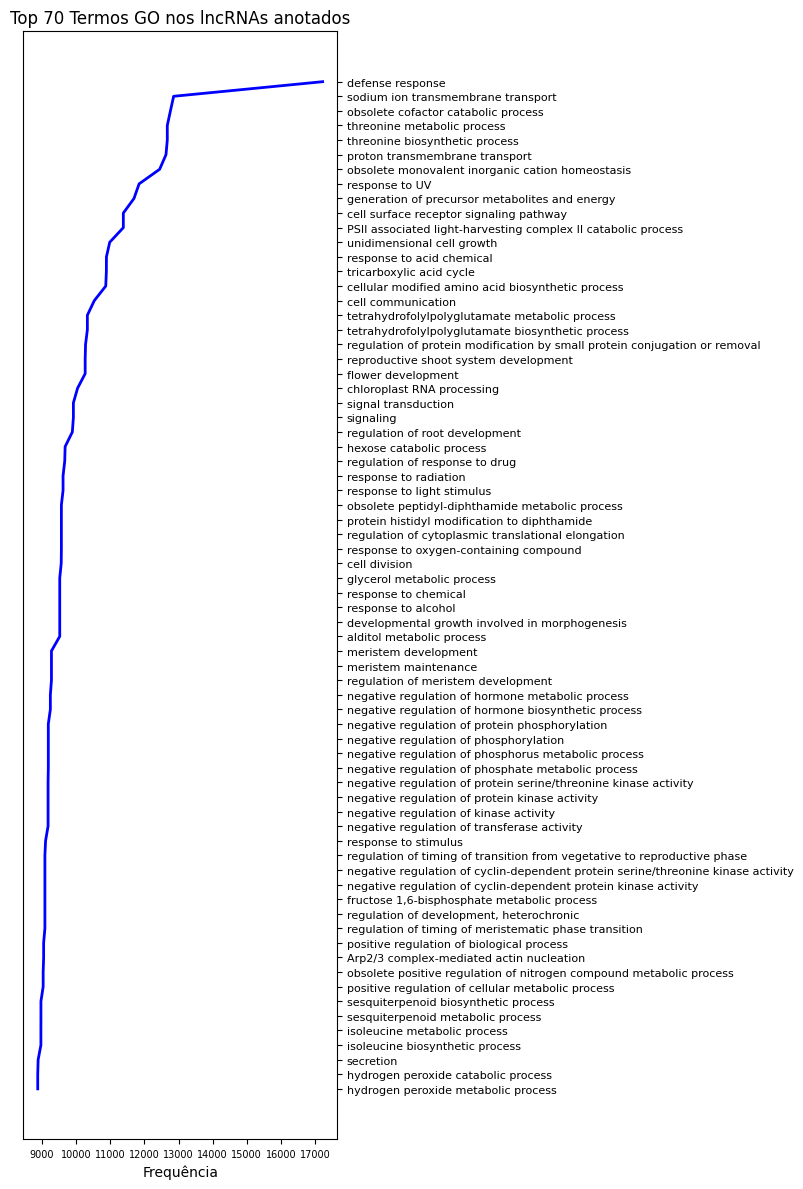 Top 70 Termos GO nos lncRNAs anotados
defense response
sodium ion transmembrane transport
obsolete cofactor catabolic process
threonine metabolic process
threonine biosynthetic process
proton transmembrane transport
obsolete monovalent inorganic cation homeostasis
response to UV
generation of precursor metabolites and energy
cell surface receptor signaling pathway
PSII associated light-harvesting complex II catabolic process
unidimensional cell growth
response to acid chemical
tricarboxylic acid cycle
cellular modified amino acid biosynthetic process
cell communication
tetrahydrofolylpolyglutamate metabolic process
tetrahydrofolylpolyglutamate biosynthetic process
regulation of protein modification by small protein conjugation or removal
reproductive shoot system development
flower development
chloroplast RNA processing
signal transduction
signaling
regulation of root development
hexose catabolic process
regulation of response to drug
response to radiation
response to light stimulus
obsolete peptidyl-diphthamide metabolic process
protein histidyl modification to diphthamide
regulation of cytoplasmic translational elongation
response to oxygen-containing compound
cell division
glycerol metabolic process
response to chemical
response to alcohol
developmental growth involved in morphogenesis
alditol metabolic process
meristem development
meristem maintenance
regulation of meristem development
negative regulation of hormone metabolic process
negative regulation of hormone biosynthetic process
negative regulation of protein phosphorylation
negative regulation of phosphorylation
negative regulation of phosphorus metabolic process
negative regulation of phosphate metabolic process
negative regulation of protein serine/threonine kinase activity
negative regulation of protein kinase activity
negative regulation of kinase activity
negative regulation of transferase activity
response to stimulus
regulation of timing of transition from vegetative to reproductive phase
negative regulation of cyclin-dependent protein serine/threonine kinase activity
negative regulation of cyclin-dependent protein kinase activity
fructose 1,6-bisphosphate metabolic process
regulation of development, heterochronic
regulation of timing of meristematic phase transition
positive regulation of biological process
Arp2/3 complex-mediated actin nucleation
obsolete positive regulation of nitrogen compound metabolic process
positive regulation of cellular metabolic process
sesquiterpenoid biosynthetic process
sesquiterpenoid metabolic process
isoleucine metabolic process
isoleucine biosynthetic process
secretion
hydrogen peroxide catabolic process
hydrogen peroxide metabolic process
9000 10000 11000 12000 13000 14000 15000 16000 17000
Frequência